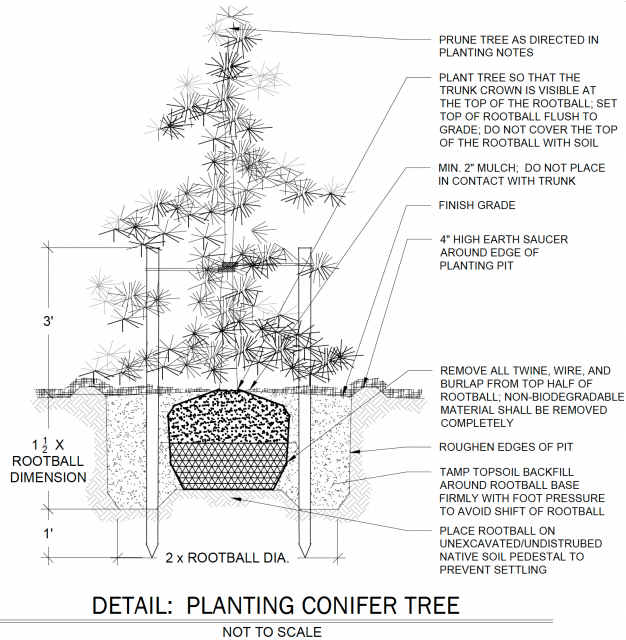 PRUNE TREE AS DIRECTED IN
PLANTING NOTES
PLANT TREE SO THAT THE
TRUNK CROWN IS VISIBLE AT
THE TOP OF THE ROOTBALL; SET
TOP OF ROOTBALL FLUSH TO
GRADE; DO NOT COVER THE TOP
OF THE ROOTBALL WITH SOIL
MIN. 2" MULCH; DO NOT PLACE
IN CONTACT WITH TRUNK
FINISH GRADE
4" HIGH EARTH SAUCER
AROUND EDGE OF
PLANTING PIT
3'
REMOVE ALL TWINE, WIRE, AND
BURLAP FROM TOP HALF OF
ROOTBALL; NON-BIODEGRADABLE
MATERIAL SHALL BE REMOVED
COMPLETELY
1 1/2 X
ROOTBALL
DIMENSION
ROUGHEN EDGES OF PIT
TAMP TOPSOIL BACKFILL
AROUND ROOTBALL BASE
FIRMLY WITH FOOT PRESSURE
TO AVOID SHIFT OF ROOTBALL
1'
2 x ROOTBALL DIA.
PLACE ROOTBALL ON
UNEXCAVATED/UNDISTRUBED
NATIVE SOIL PEDESTAL TO
PREVENT SETTLING
DETAIL: PLANTING CONIFER TREE
NOT TO SCALE